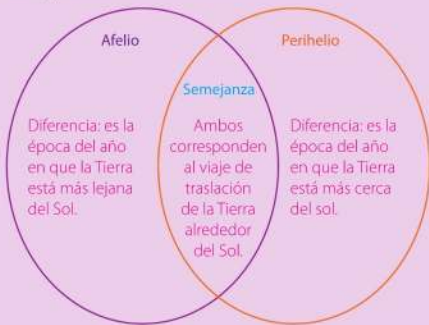 Afelio
Perihelio
Semejanza
Diferencia: es la
época del año
en que la Tierra
está más lejana
del Sol.
Ambos
corresponden
al viaje de
traslación
de la Tierra
alrededor
del Sol.
Diferencia: es la
época del año
en que la Tierra
está más cerca
del sol.